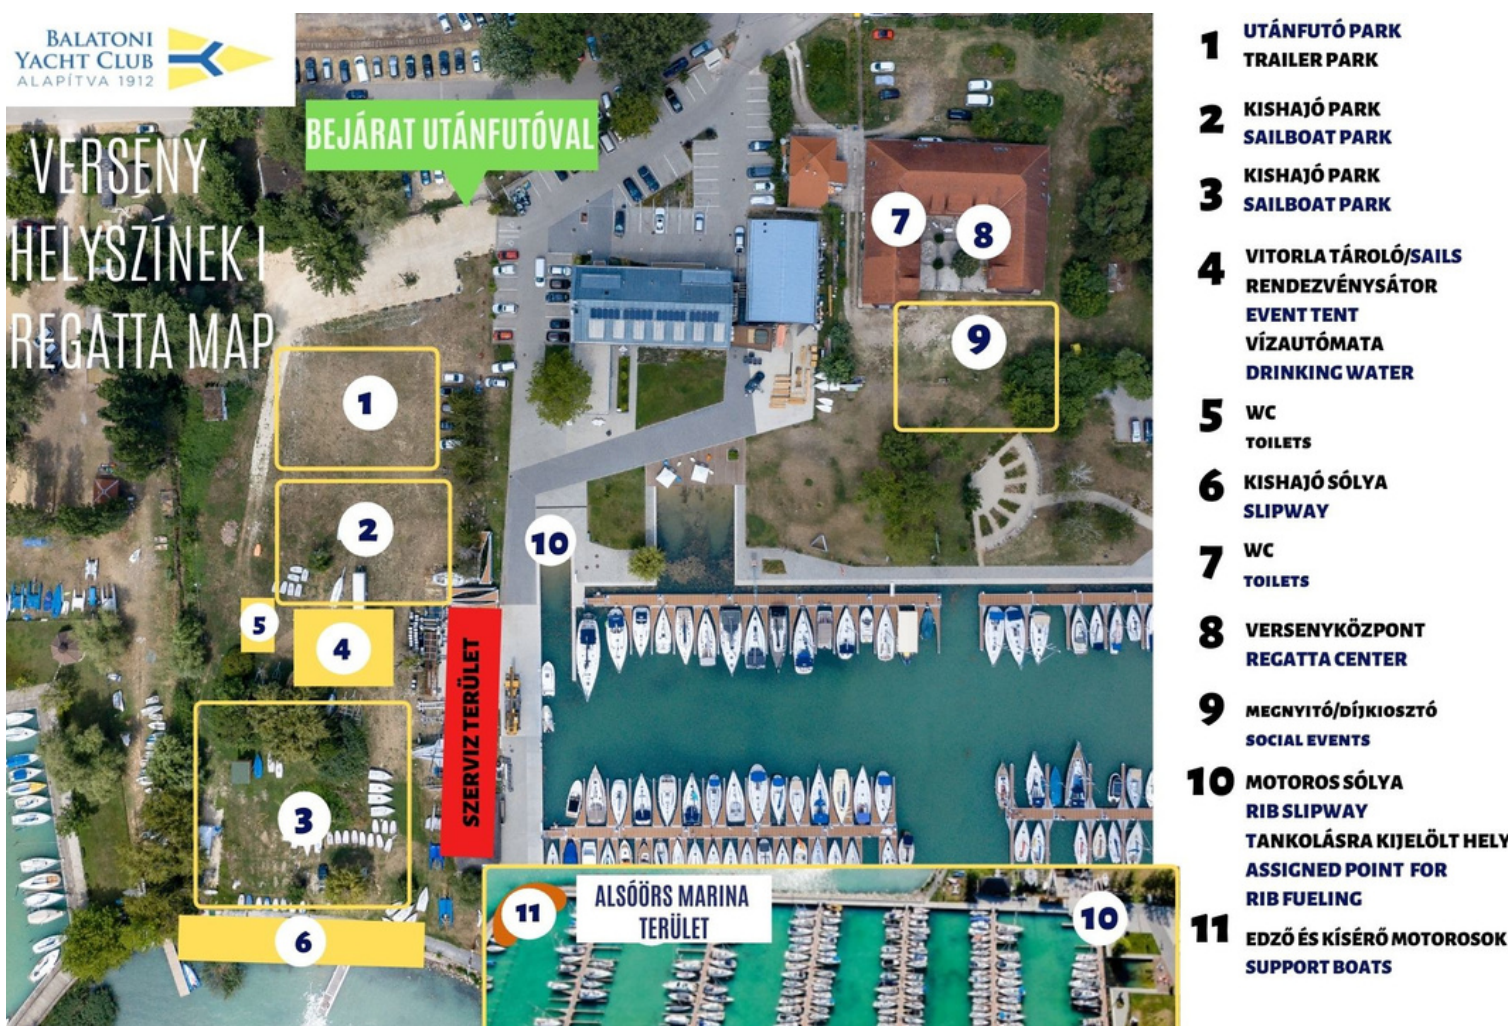 BALATONI
YACHT CLUB
ALAPÍTVA 1912
VERSENY
HELYSZÍNEK I
REGATTA MAP
BEJÁRAT UTÁNFUTÓVAL
7
8
9
1
2
10
5
4
SZERVIZ TERÜLET
3
6
11
ALSÓÖRS MARINA
TERÜLET
10
1
UTÁNFUTÓ PARK
TRAILER PARK
2
KISHAJÓ PARK
SAILBOAT PARK
3
KISHAJÓ PARK
SAILBOAT PARK
4
VITORLA TÁROLÓ/SAILS
RENDEZVÉNYSÁTOR
EVENT TENT
VÍZAUTÓMATA
DRINKING WATER
5
WC
TOILETS
6
KISHAJÓ SÓLYA
SLIPWAY
7
WC
TOILETS
8
VERSENYKÖZPONT
REGATTA CENTER
9
MEGNYITÓ/DÍJKIOSZTÓ
SOCIAL EVENTS
10
MOTOROS SÓLYA
RIB SLIPWAY
TANKOLÁSRA KIJELÖLT HELY
ASSIGNED POINT FOR
RIB FUELING
11
EDZŐ ÉS KÍSÉRŐ MOTOROSOK
SUPPORT BOATS